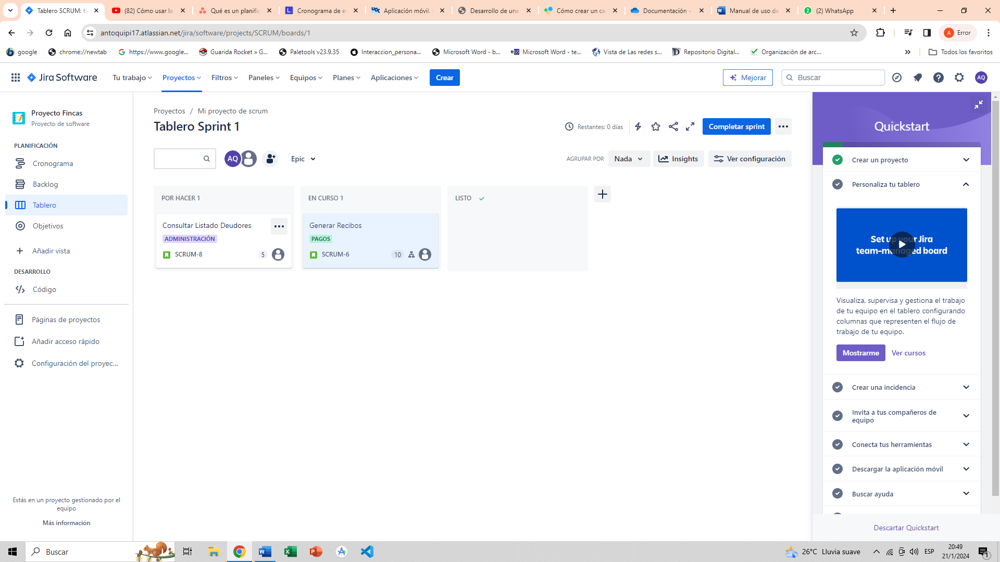 Tablero SCRUM: ta
(82) Cómo usar la
Qué es un planific
Cronograma de es
UOC
Aplicación móvil.
Desarrollo de una
Cómo crear un cal
Documentación -
Manual de uso de
2
(2) WhatsApp
antoquipi17.atlassian.net/jira/software/projects/SCRUM/boards/1
A
Error
google
chrome://newtab
https://www.google...
Guarida Rocket » G...
Paletools v23.9.35
Interaccion_persona...
Microsoft Word - b...
Microsoft Word - te...
Vista de Las redes s...
Repositorio Digital...
Organización de arc...
Todos los favoritos
Jira Software
Tu trabajo
Proyectos
Filtros
Paneles
Equipos
Planes
Aplicaciones
Crear
Mejorar
Buscar
AQ
Proyecto Fincas
Proyecto de software
PLANIFICACIÓN
Cronograma
Backlog
Tablero
Objetivos
Añadir vista
DESARROLLO
Código
Páginas de proyectos
Añadir acceso rápido
Configuración del proyec...
Estás en un proyecto gestionado por el
equipo
Más información
Proyectos / Mi proyecto de scrum
Tablero Sprint 1
Restantes: 0 días
Completar sprint
AQ
Epic
AGRUPAR POR
Nada
Insights
Ver configuración
POR HACER 1
Consultar Listado Deudores
ADMINISTRACIÓN
SCRUM-8
5
EN CURSO 1
Generar Recibos
PAGOS
SCRUM-6
10
LISTO
Quickstart
Crear un proyecto
Personaliza tu tablero
Set up your Jira
team-managed board
Visualiza, supervisa y gestiona el trabajo
de tu equipo en el tablero configurando
columnas que representen el flujo de
trabajo de tu equipo.
Mostrarme
Ver cursos
Crear una incidencia
Invita a tus compañeros de
equipo
Conecta tus herramientas
Descargar la aplicación móvil
Buscar ayuda
Descartar Quickstart
Buscar
26°C Lluvia suave
ESP
20:49
21/1/2024
1